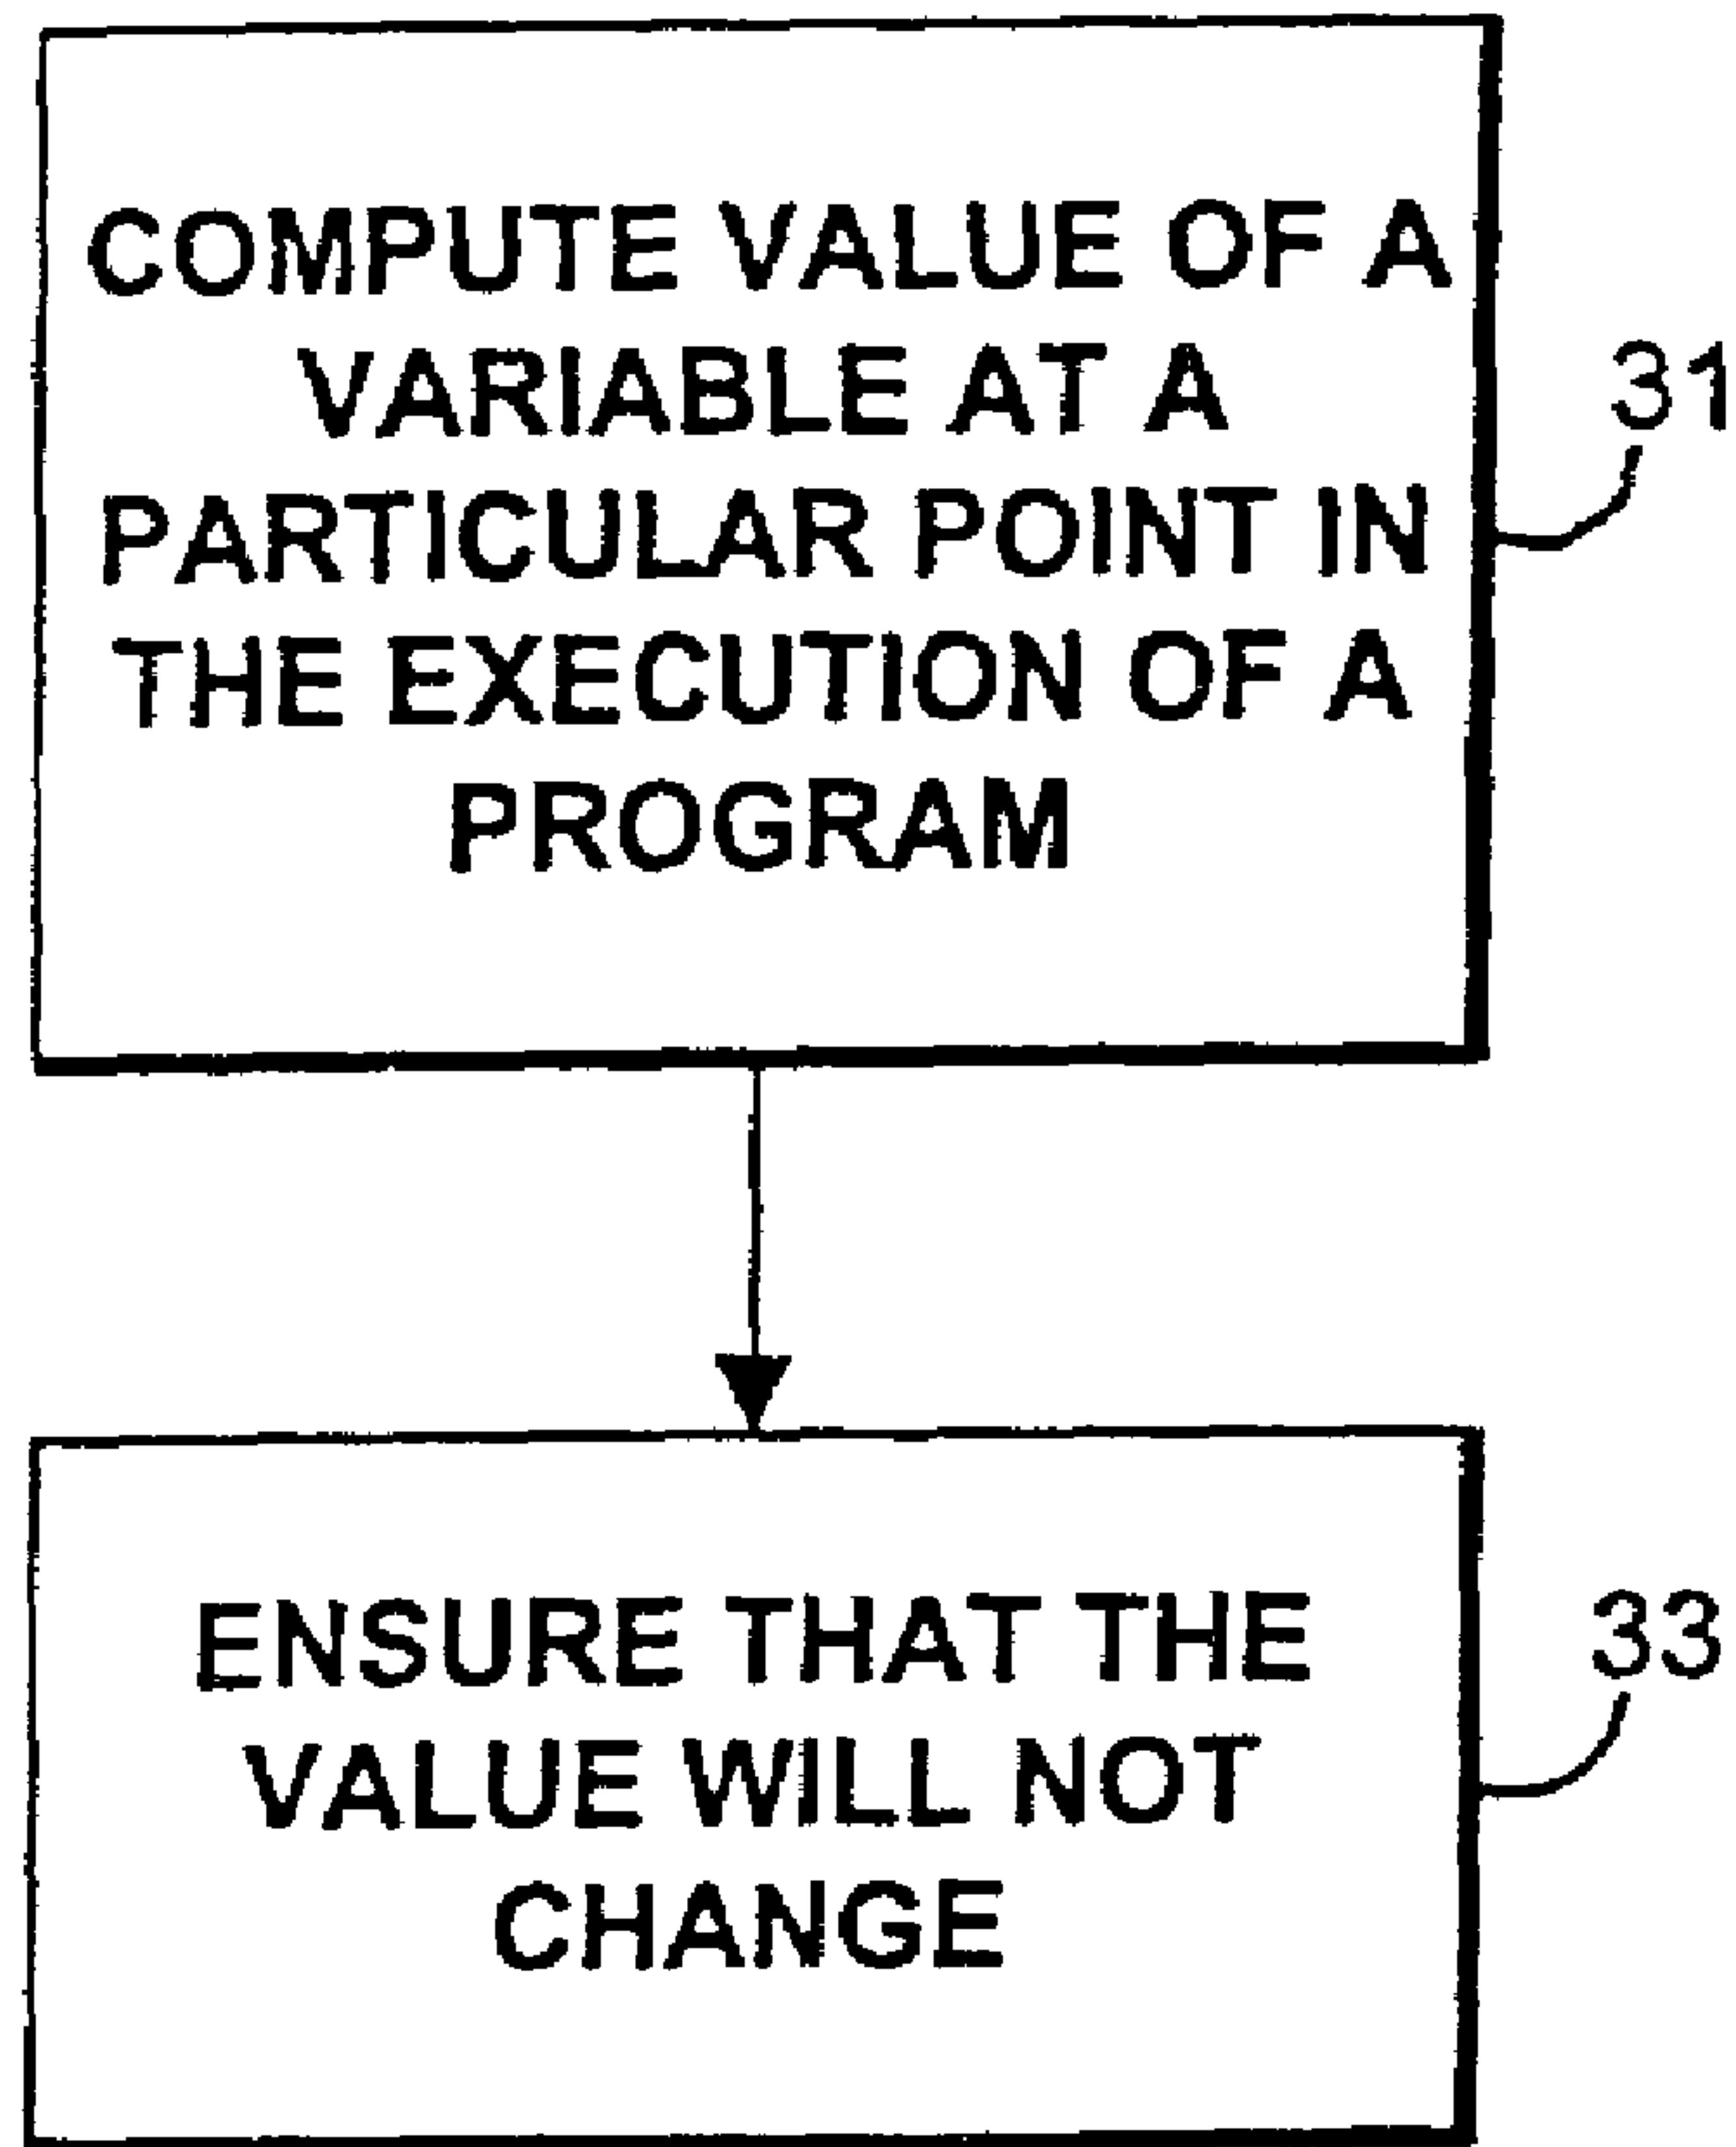 COMPUTE VALUE OF A
VARIABLE AT A
PARTICULAR POINT IN
THE EXECUTION OF A
PROGRAM
31
ENSURE THAT THE
VALUE WILL NOT
CHANGE
33